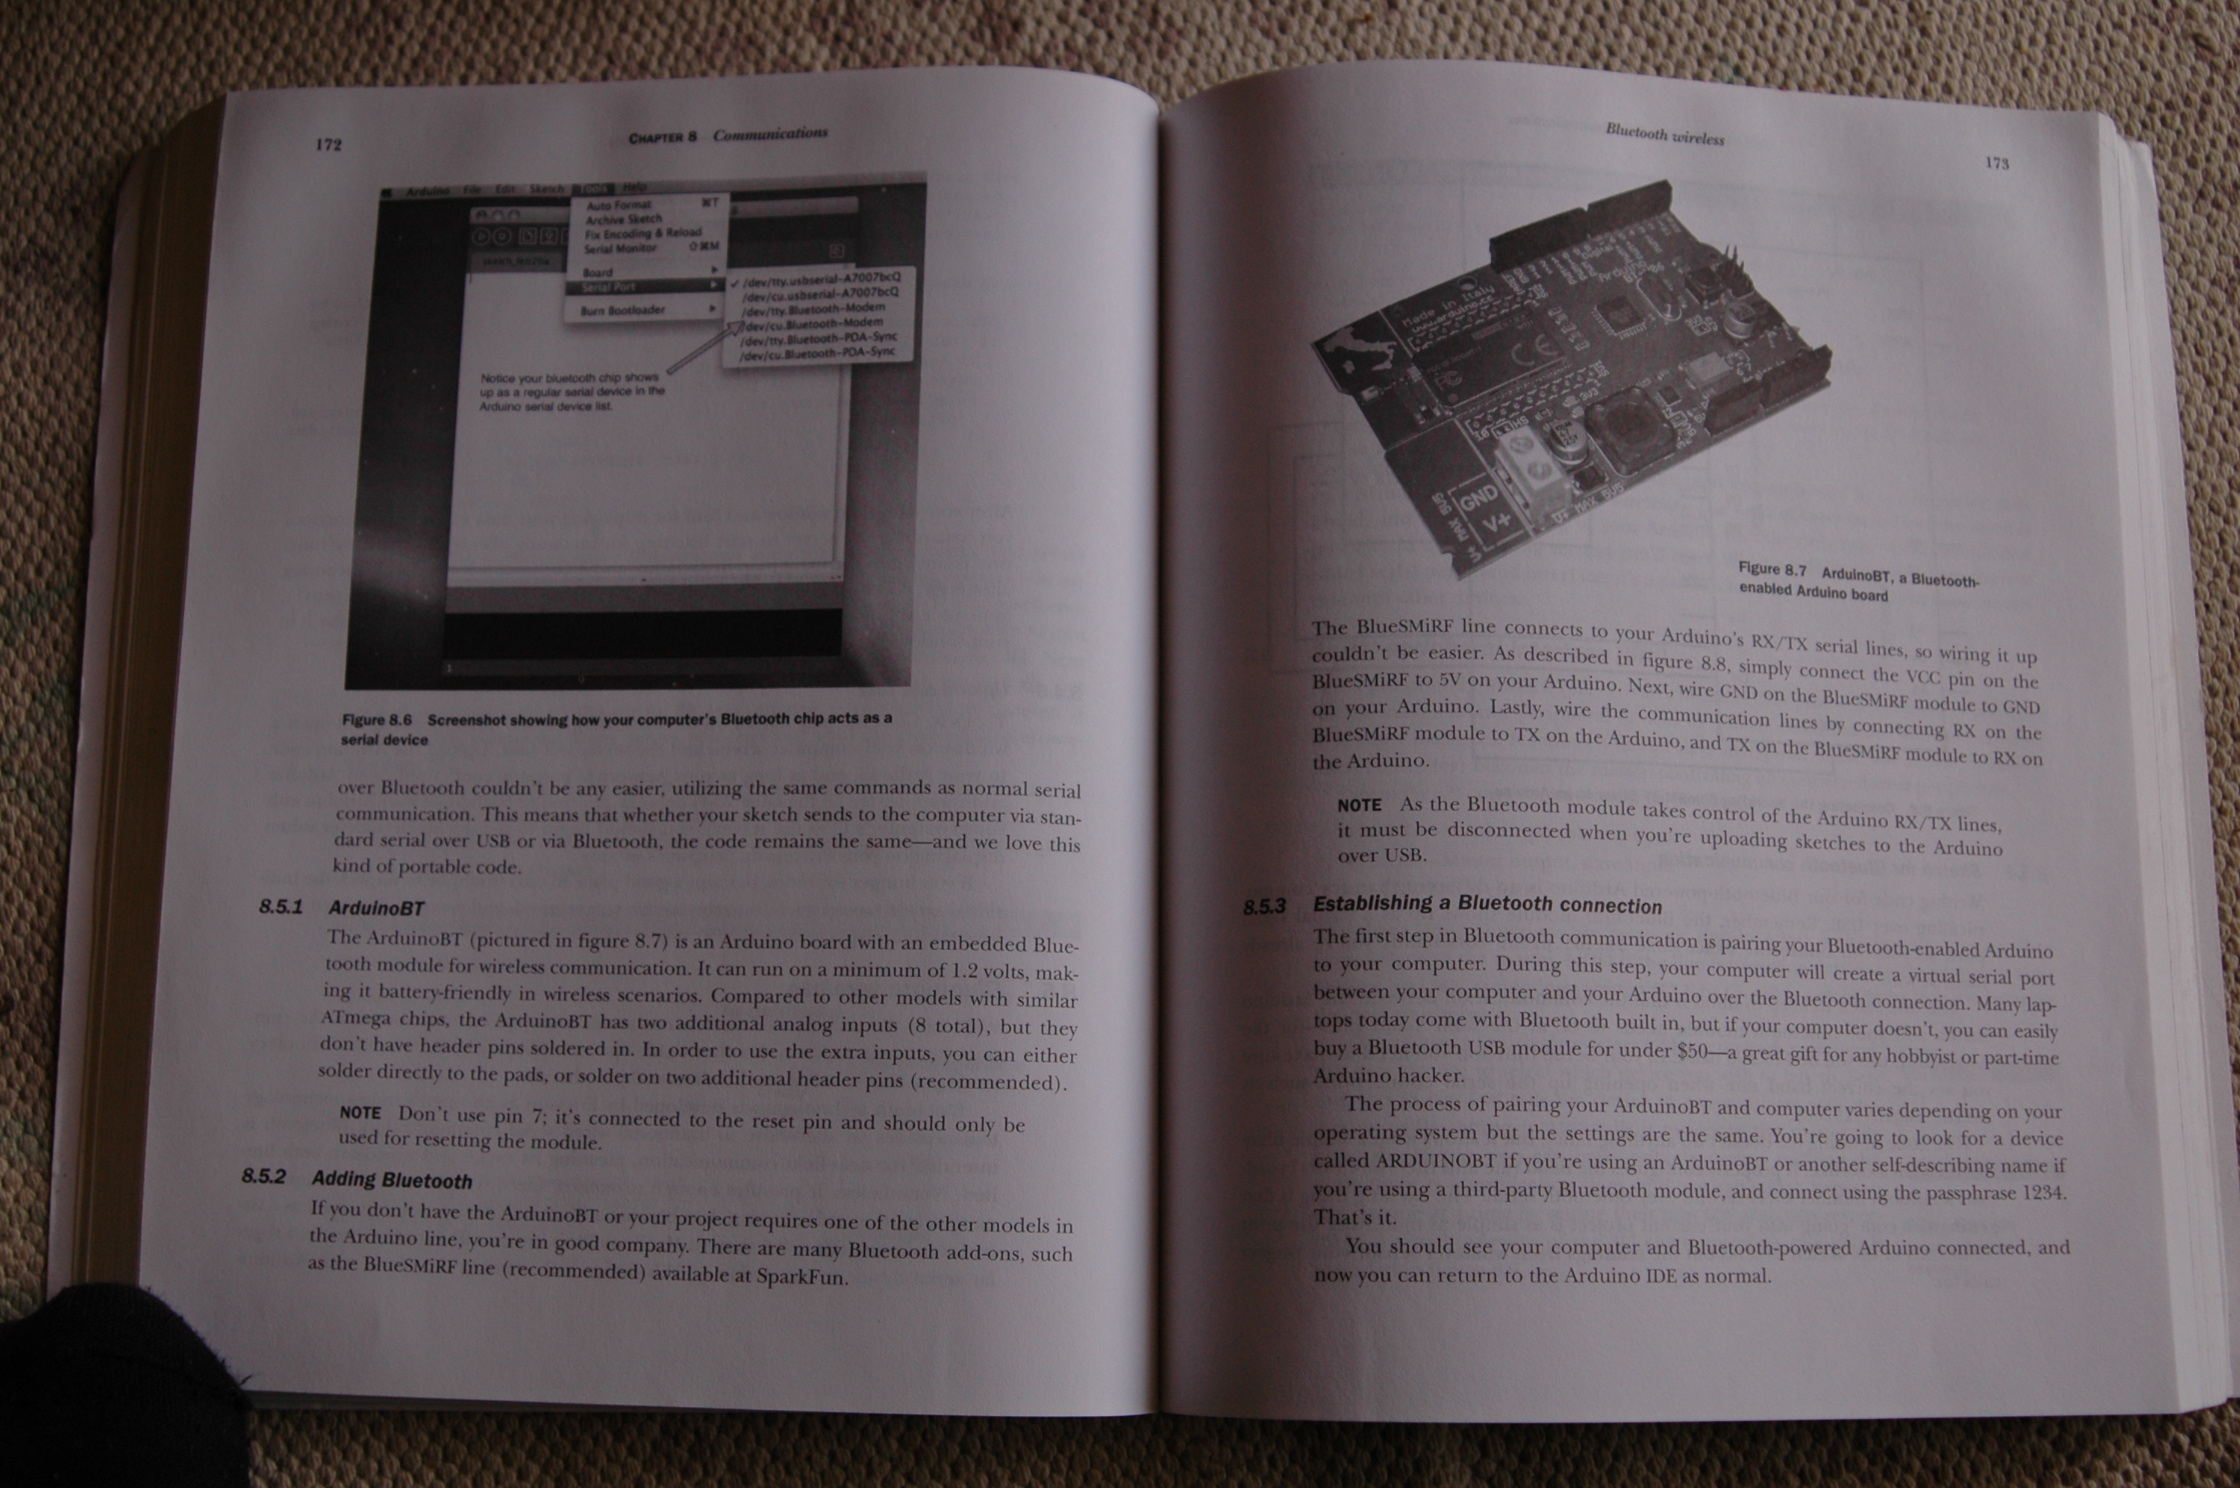 172
CHAPTER 8 Communications
Arduino File Edit Sketch Tools Help
Auto Format ⌘T
Archive Sketch
Fix Encoding & Reload
Serial Monitor ⇧⌘M
Board
Serial Port
Burn Bootloader
✓ /dev/tty.usbserial-A7007bcQ
/dev/cu.usbserial-A7007bcQ
/dev/tty.Bluetooth-Modem
/dev/cu.Bluetooth-Modem
/dev/tty.Bluetooth-PDA-Sync
/dev/cu.Bluetooth-PDA-Sync
Notice your bluetooth chip shows
up as a regular serial device in the
Arduino serial device list.
Figure 8.6 Screenshot showing how your computer's Bluetooth chip acts as a
serial device
over Bluetooth couldn't be any easier, utilizing the same commands as normal serial
communication. This means that whether your sketch sends to the computer via stan-
dard serial over USB or via Bluetooth, the code remains the same—and we love this
kind of portable code.
8.5.1 ArduinoBT
The ArduinoBT (pictured in figure 8.7) is an Arduino board with an embedded Blue-
tooth module for wireless communication. It can run on a minimum of 1.2 volts, mak-
ing it battery-friendly in wireless scenarios. Compared to other models with similar
ATmega chips, the ArduinoBT has two additional analog inputs (8 total), but they
don't have header pins soldered in. In order to use the extra inputs, you can either
solder directly to the pads, or solder on two additional header pins (recommended).
NOTE Don't use pin 7; it's connected to the reset pin and should only be
used for resetting the module.
8.5.2 Adding Bluetooth
If you don't have the ArduinoBT or your project requires one of the other models in
the Arduino line, you're in good company. There are many Bluetooth add-ons, such
as the BlueSMiRF line (recommended) available at SparkFun.
Bluetooth wireless
173
GND
V+
MAX 5V5
Figure 8.7 ArduinoBT, a Bluetooth-
enabled Arduino board
The BlueSMiRF line connects to your Arduino's RX/TX serial lines, so wiring it up
couldn't be easier. As described in figure 8.8, simply connect the VCC pin on the
BlueSMiRF to 5V on your Arduino. Next, wire GND on the BlueSMiRF module to GND
on your Arduino. Lastly, wire the communication lines by connecting RX on the
BlueSMiRF module to TX on the Arduino, and TX on the BlueSMiRF module to RX on
the Arduino.
NOTE As the Bluetooth module takes control of the Arduino RX/TX lines,
it must be disconnected when you're uploading sketches to the Arduino
over USB.
8.5.3 Establishing a Bluetooth connection
The first step in Bluetooth communication is pairing your Bluetooth-enabled Arduino
to your computer. During this step, your computer will create a virtual serial port
between your computer and your Arduino over the Bluetooth connection. Many lap-
tops today come with Bluetooth built in, but if your computer doesn't, you can easily
buy a Bluetooth USB module for under $50—a great gift for any hobbyist or part-time
Arduino hacker.
The process of pairing your ArduinoBT and computer varies depending on your
operating system but the settings are the same. You're going to look for a device
called ARDUINOBT if you're using an ArduinoBT or another self-describing name if
you're using a third-party Bluetooth module, and connect using the passphrase 1234.
That's it.
You should see your computer and Bluetooth-powered Arduino connected, and
now you can return to the Arduino IDE as normal.